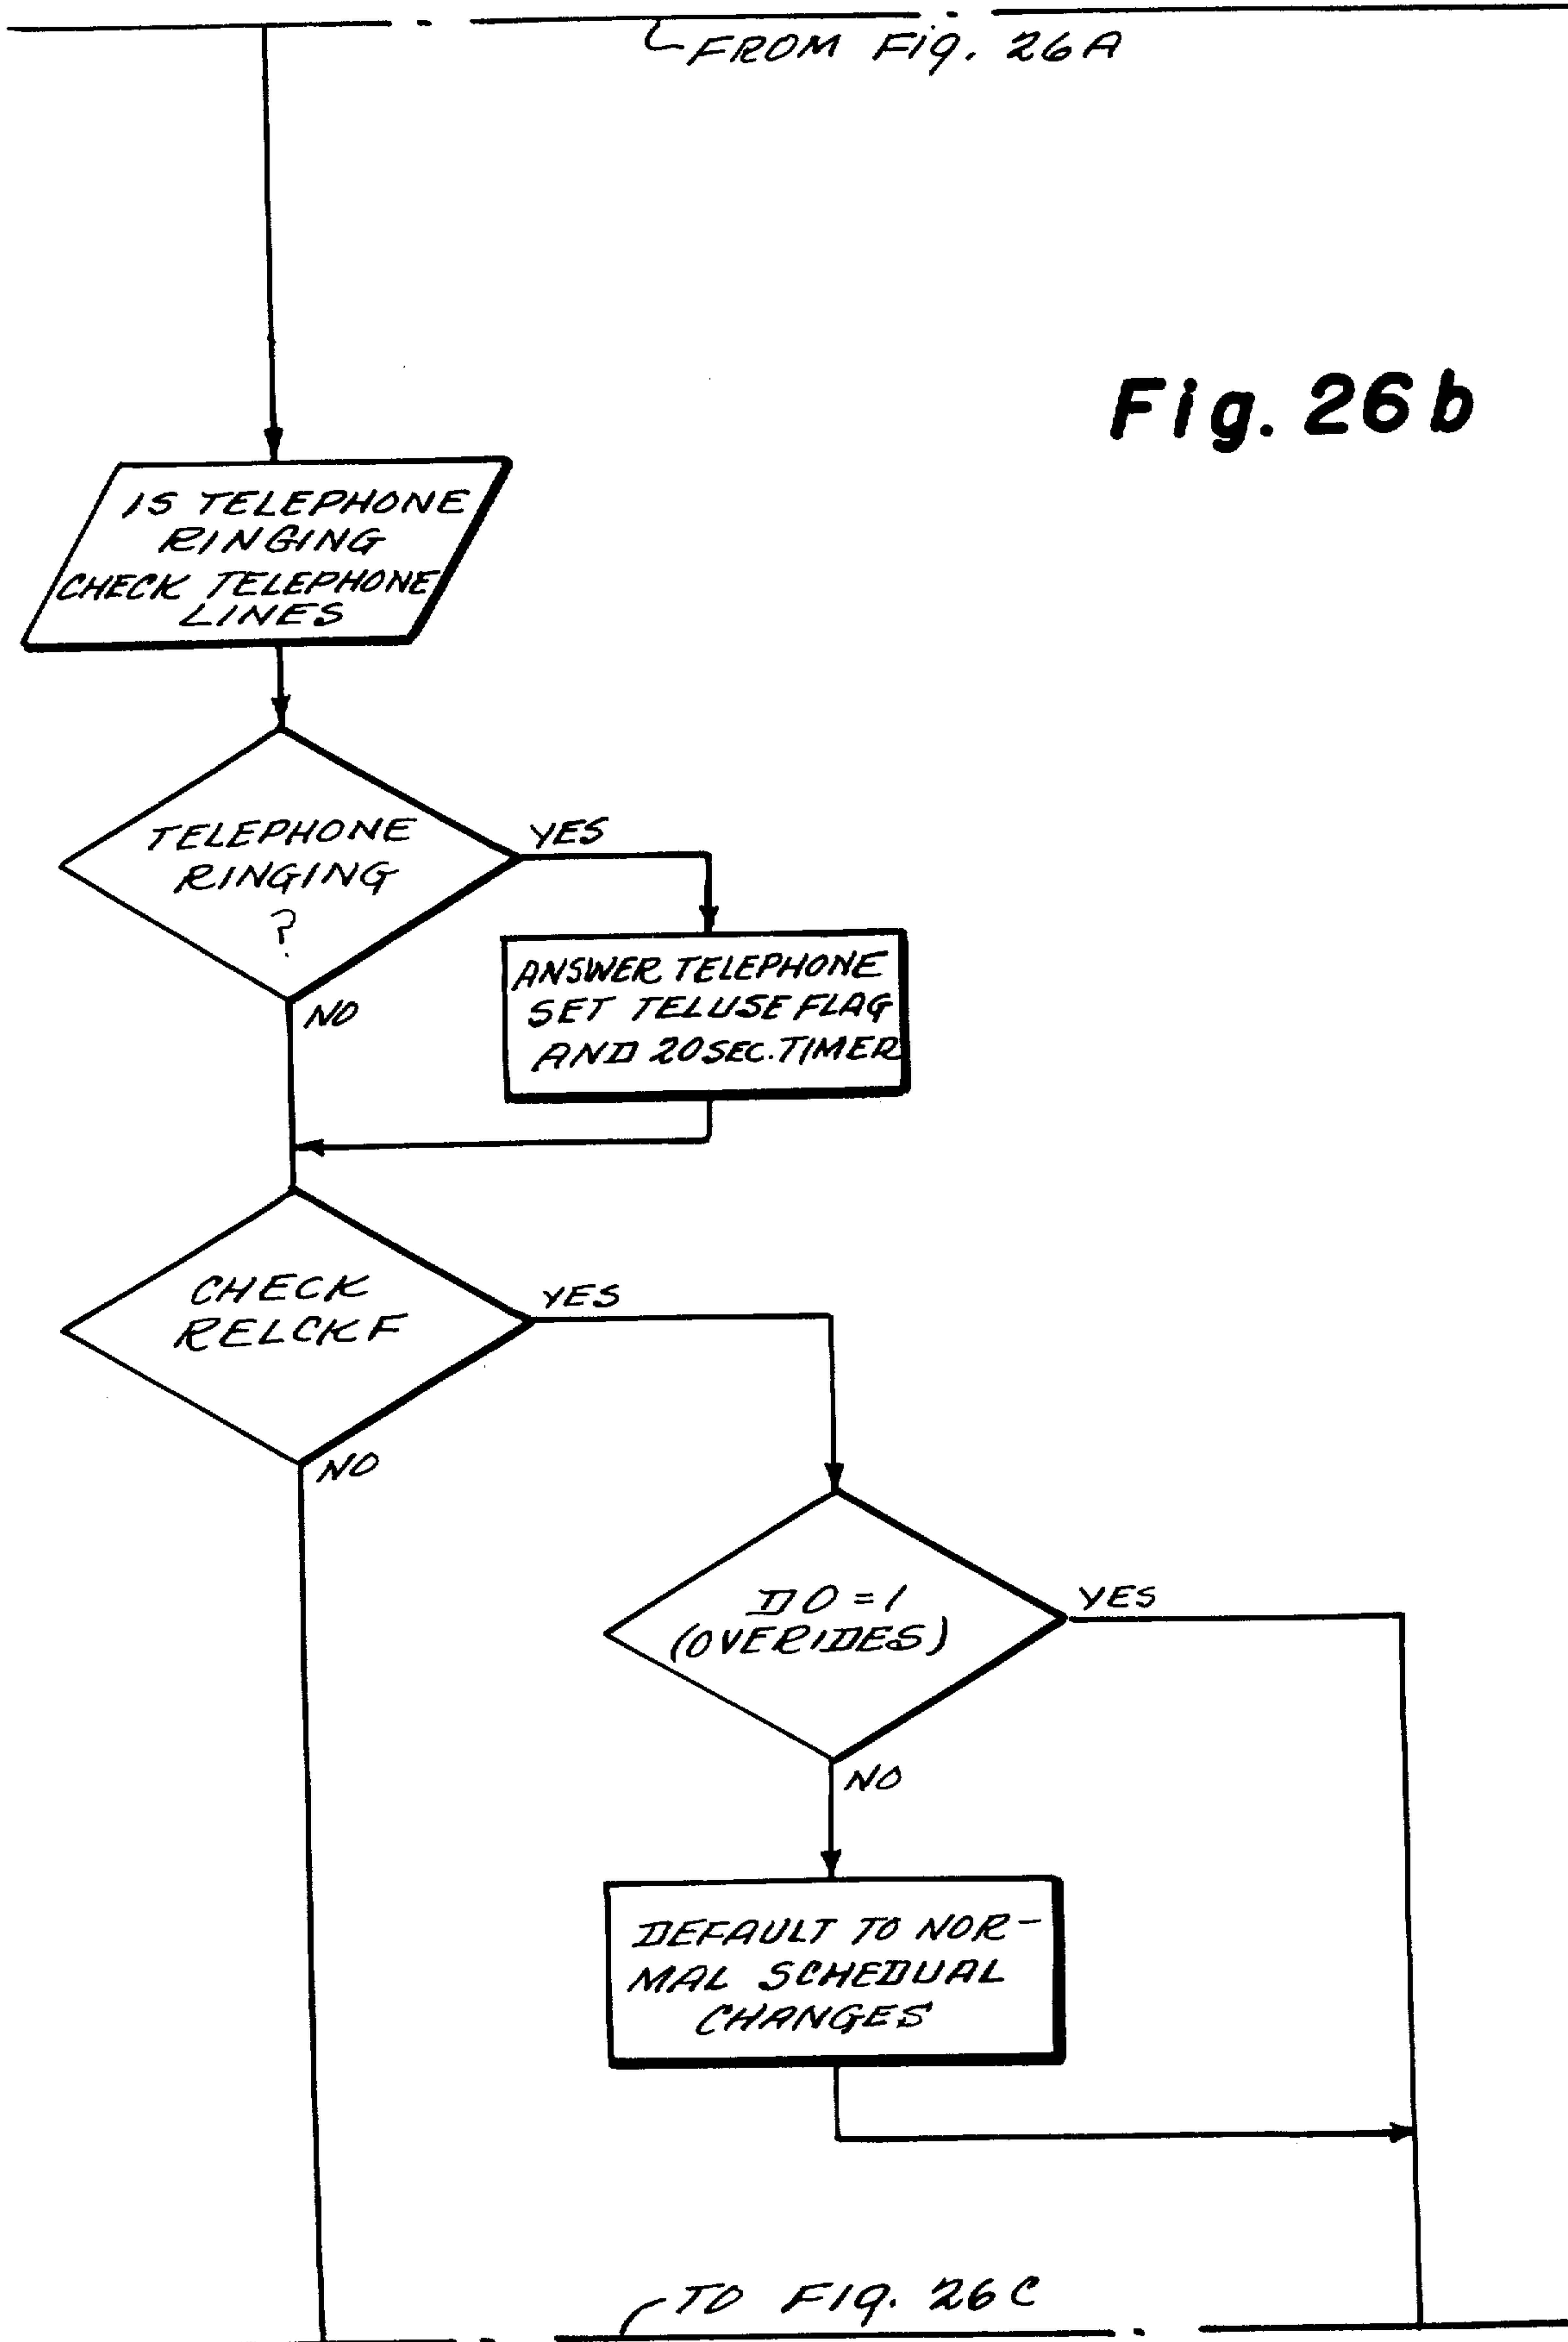 FROM Fig. 26A
Fig. 26b
IS TELEPHONE
RINGING
CHECK TELEPHONE
LINES
TELEPHONE
RINGING
?
YES
NO
ANSWER TELEPHONE
SET TELUSE FLAG
AND 20SEC. TIMER
CHECK
RELCKF
YES
NO
DO = 1
(OVERIDES)
YES
NO
DEFAULT TO NOR-
MAL SCHEDUAL
CHANGES
TO FIg. 26C